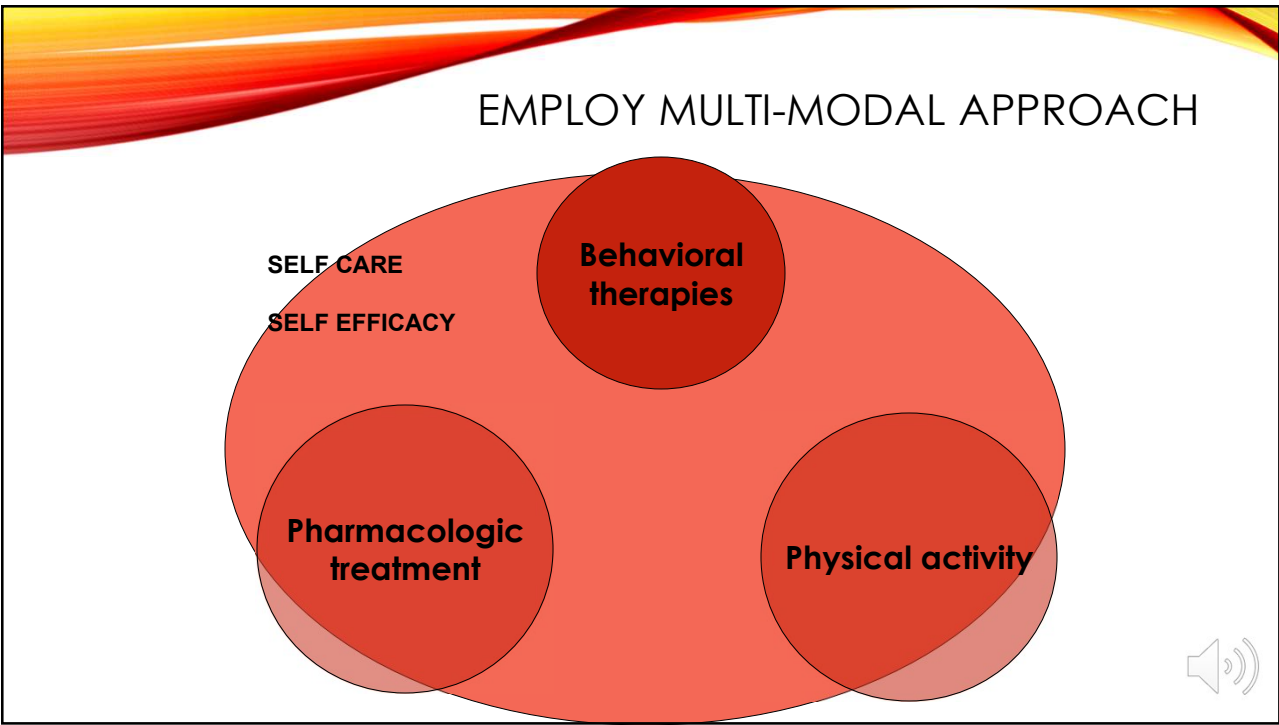 EMPLOY MULTI-MODAL APPROACH
SELF CARE
SELF EFFICACY
Behavioral
therapies
Pharmacologic
treatment
Physical activity